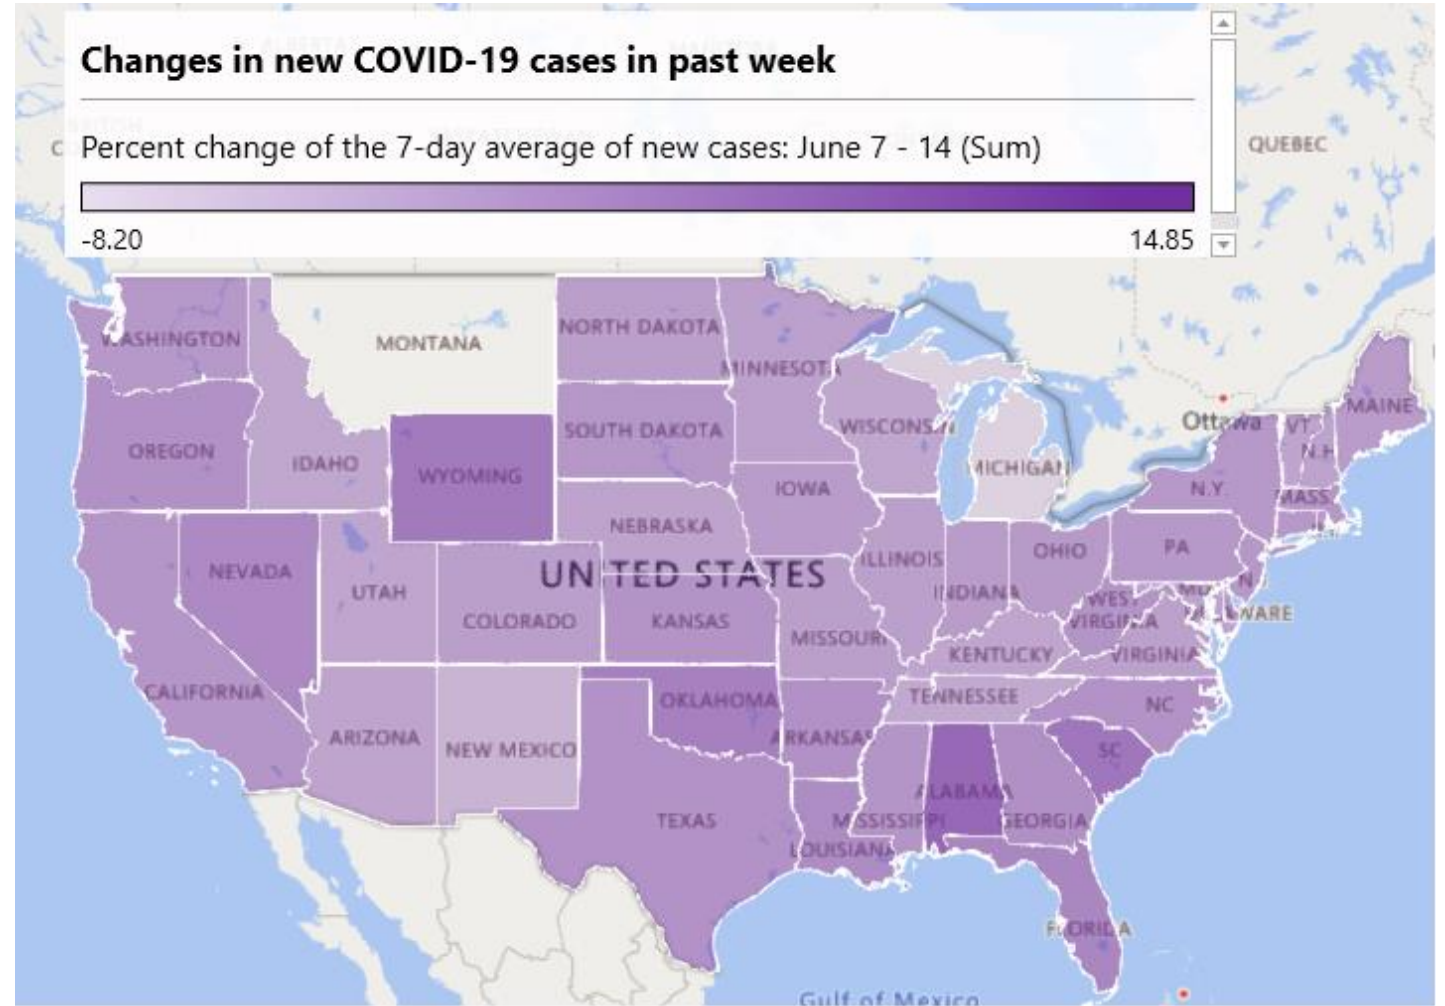 Changes in new COVID-19 cases in past week
Percent change of the 7-day average of new cases: June 7 - 14 (Sum)
-8.20
14.85
QUEBEC
WASHINGTON
MONTANA
NORTH DAKOTA
MINNESOTA
Ottawa
MAINE
OREGON
IDAHO
WYOMING
SOUTH DAKOTA
WISCONSIN
MICHIGAN
VT
N.H
N.Y.
MASS
IOWA
NEBRASKA
NEVADA
UTAH
UNITED STATES
ILLINOIS
INDIANA
OHIO
PA
COLORADO
KANSAS
MISSOURI
WEST
VIRGINIA
MD
KENTUCKY
VIRGINIA
CALIFORNIA
ARIZONA
NEW MEXICO
OKLAHOMA
ARKANSAS
TENNESSEE
NC
SC
TEXAS
LOUISIANA
MISSISSIPPI
ALABAMA
GEORGIA
FLORIDA
Gulf of Mexico